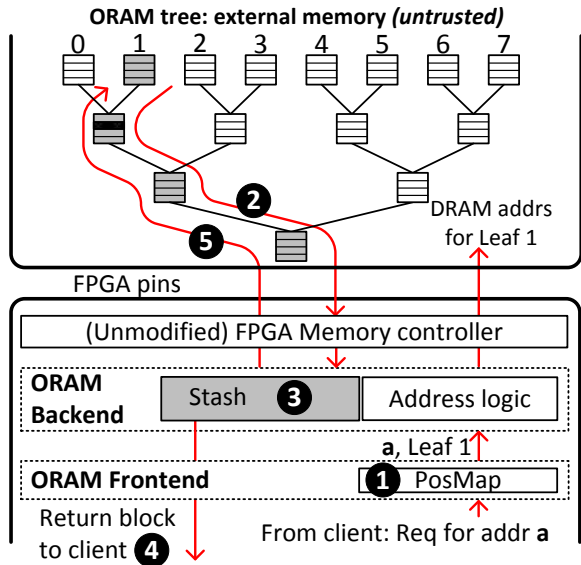 ORAM tree: external memory (untrusted)
0 1 2 3 4 5 6 7
2
DRAM addrs
for Leaf 1
5
FPGA pins
(Unmodified) FPGA Memory controller
ORAM
Backend
Stash 3
Address logic
a, Leaf 1
ORAM Frontend
1 PosMap
Return block
to client 4
From client: Req for addr a